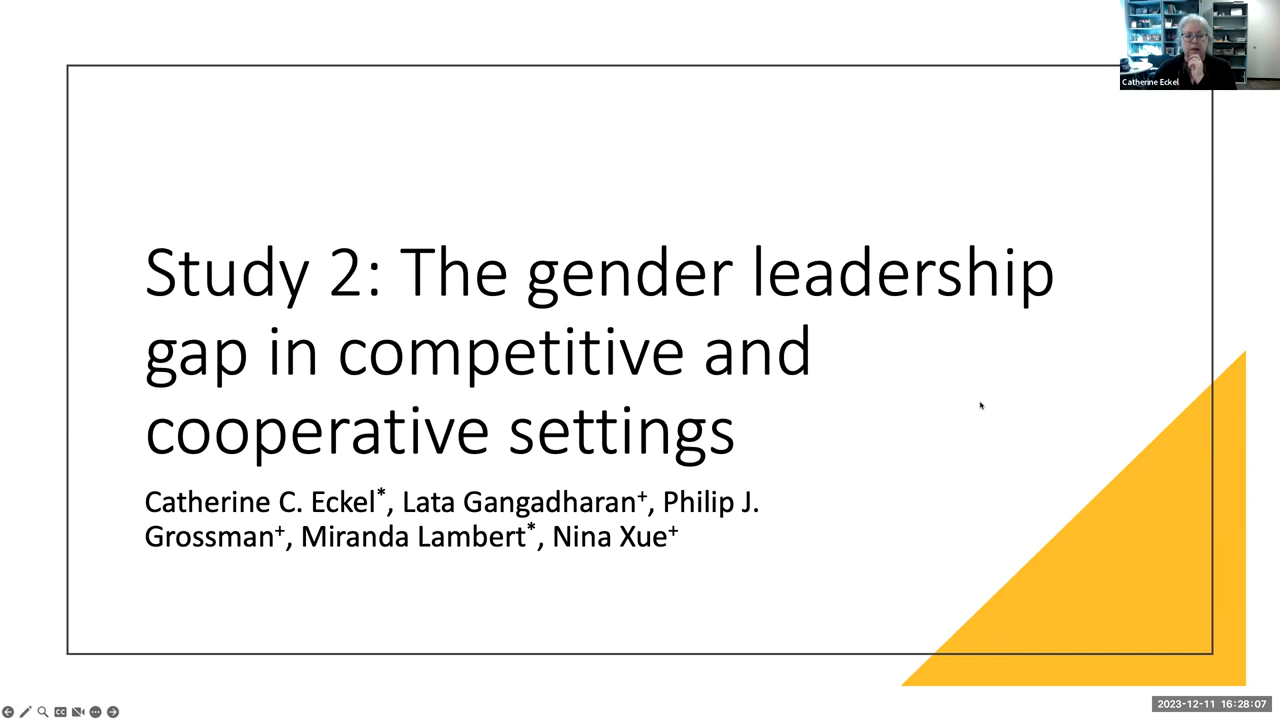 Catherine Eckel
Study 2: The gender leadership
gap in competitive and
cooperative settings
Catherine C. Eckel*, Lata Gangadharan+, Philip J.
Grossman+, Miranda Lambert*, Nina Xue+
CC
2023-12-11 16:28:07